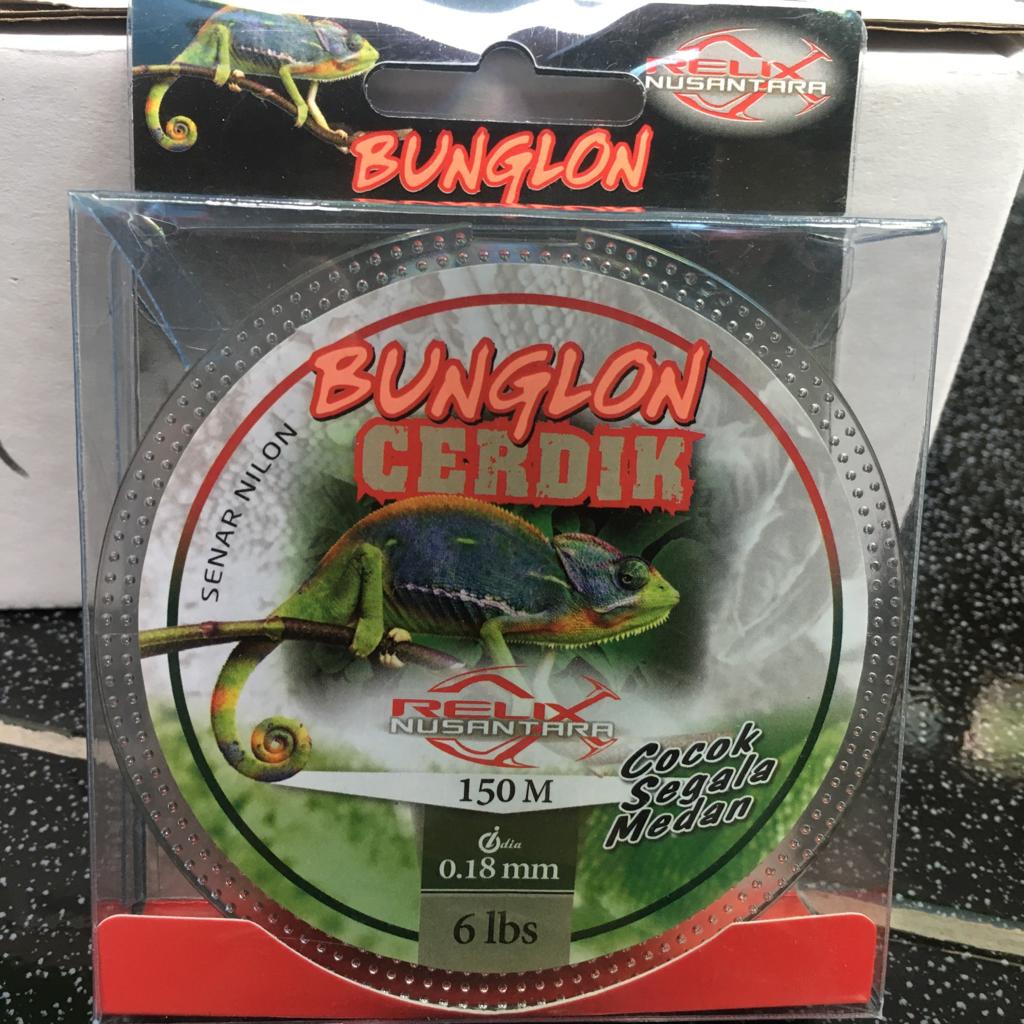 RELIX
NUSANTARA
BUNGLON
BUNGLON
CERDIK
SENAR NILON
RELIX
NUSANTARA
150 M
Cocok
Segala
Medan
dia
0.18 mm
6 lbs